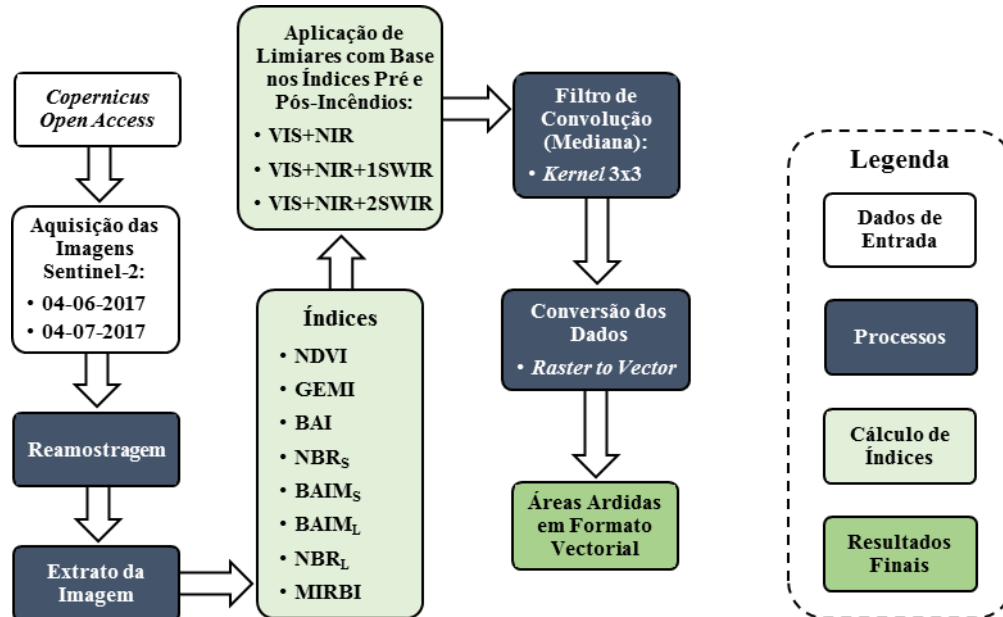 Copernicus
Open Access
Aquisição das
Imagens
Sentinel-2:
• 04-06-2017
• 04-07-2017
Reamostragem
Extrato da
Imagem
Índices
• NDVI
• GEMI
• BAI
• NBRS
• BAIMS
• BAIML
• NBRL
• MIRBI
Aplicação de
Limiares com Base
nos Índices Pré e
Pós-Incêndios:
• VIS+NIR
• VIS+NIR+1SWIR
• VIS+NIR+2SWIR
Filtro de
Convolução
(Mediana):
• Kernel 3x3
Conversão dos
Dados
• Raster to Vector
Áreas Ardidas
em Formato
Vectorial
Legenda
Dados de
Entrada
Processos
Cálculo de
Índices
Resultados
Finais